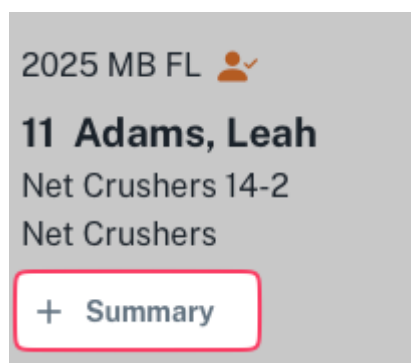 2025 MB FL
11 Adams, Leah
Net Crushers 14-2
Net Crushers
+ Summary